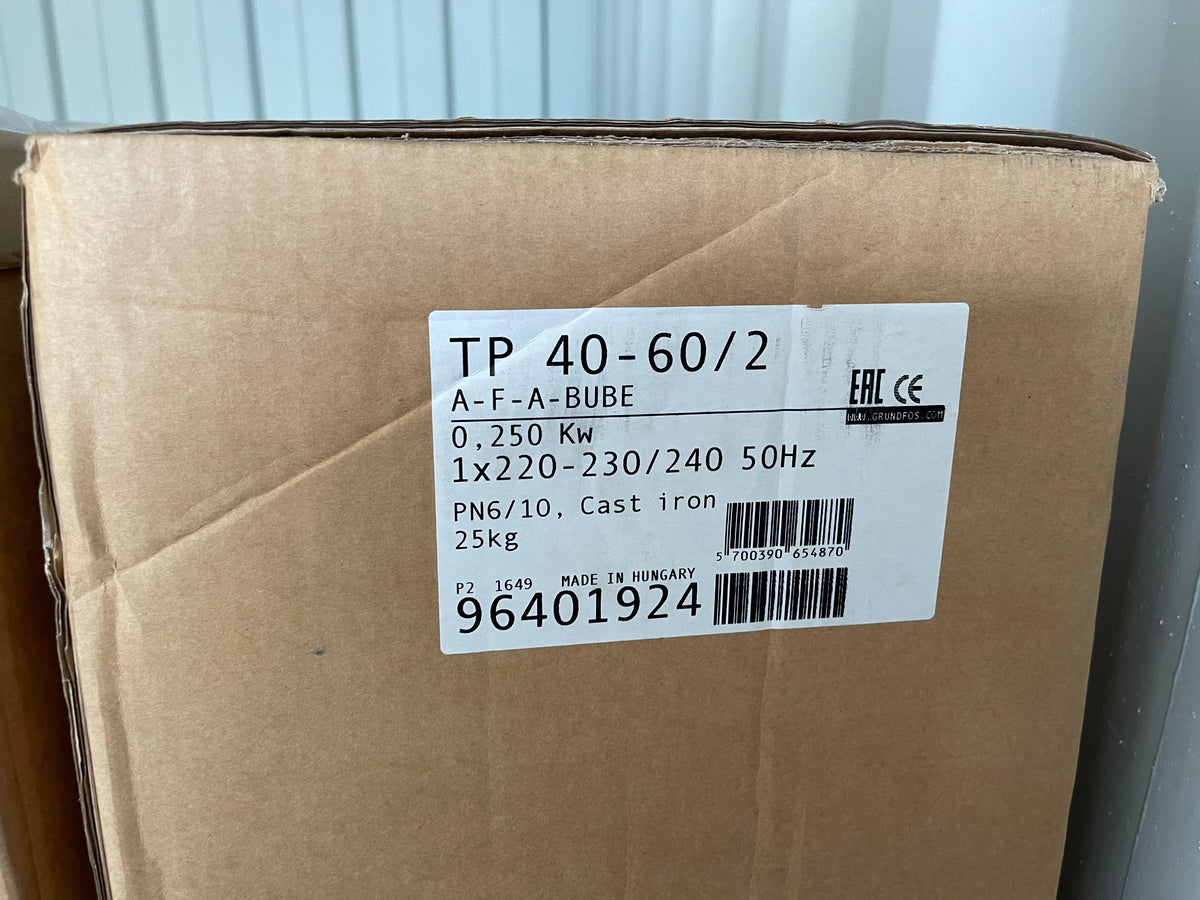 TP 40-60/2
A-F-A-BUBE
EAC CE
WWW.GRUNDFOS.COM
0,250 Kw
1x220-230/240 50Hz
PN6/10, Cast iron
25kg
5 700390 654870
P2 1649 MADE IN HUNGARY
96401924